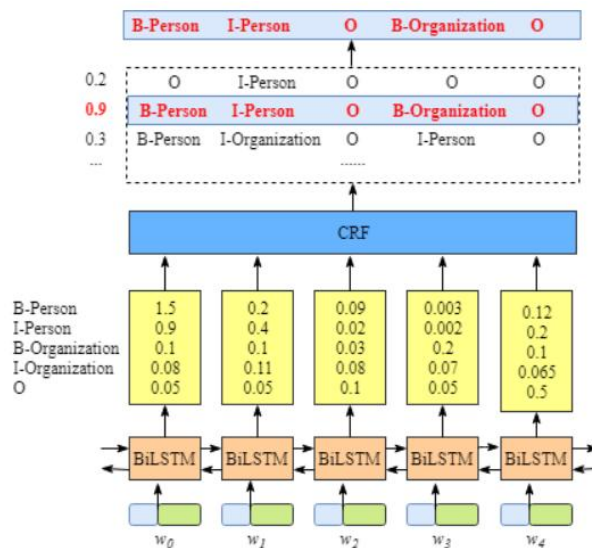 B-Person I-Person O B-Organization O
0.2 O I-Person O O O
0.9 B-Person I-Person O B-Organization O
0.3 B-Person I-Organization O I-Person O
... ......
CRF
B-Person 1.5 0.2 0.09 0.003 0.12
I-Person 0.9 0.4 0.02 0.002 0.2
B-Organization 0.1 0.1 0.03 0.2 0.1
I-Organization 0.08 0.11 0.08 0.07 0.065
O 0.05 0.05 0.1 0.05 0.5
BiLSTM BiLSTM BiLSTM BiLSTM BiLSTM
w0 w1 w2 w3 w4